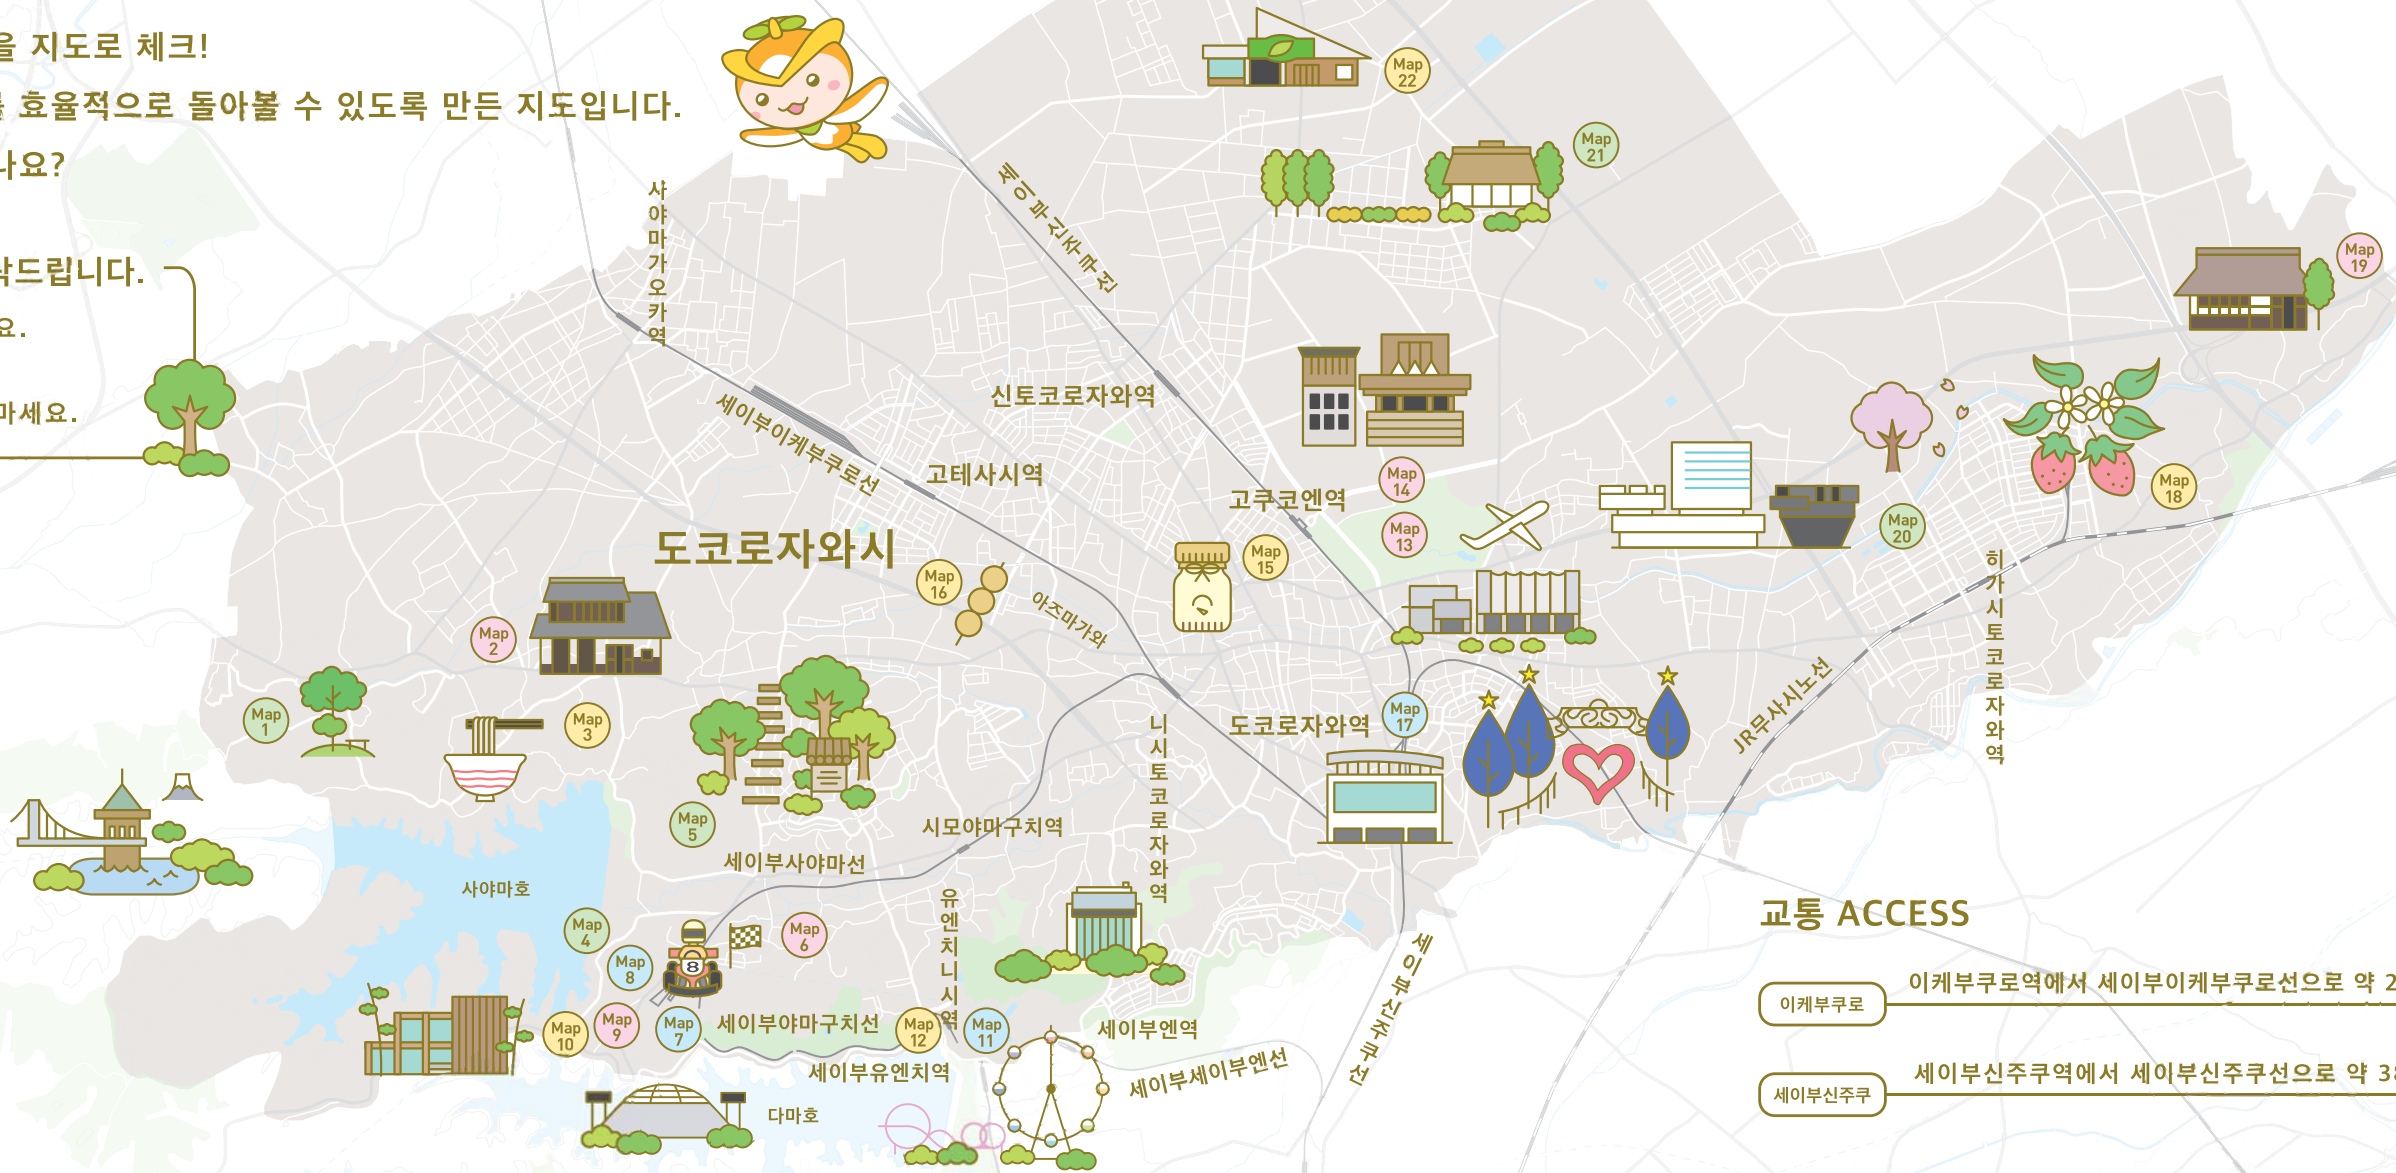 을 지도로 체크!
효율적으로 돌아볼 수 있도록 만든 지도입니다.
나요?
탁드립니다.
요.
마세요.
Map 22
Map 21
Map 19
사야마가오카역
세이부신주쿠선
신토코로자와역
세이부이케부쿠로선
고테사시역
고쿠코엔역
Map 14
Map 13
Map 18
Map 20
도코로자와시
Map 16
Map 15
아즈마가와
히가시토코로자와역
Map 2
Map 1
Map 3
Map 5
니시토코로자와역
도코로자와역
Map 17
JR무사시노선
시모야마구치역
세이부사야마선
사야마호
유엔치니시역
Map 4
Map 8
Map 6
8
세이부신주쿠선
Map 10
Map 9
Map 7
세이부야마구치선
Map 12
Map 11
세이부엔역
세이부유엔치역
세이부세이부엔선
다마호
교통 ACCESS
이케부쿠로
이케부쿠로역에서 세이부이케부쿠로선으로 약 2
세이부신주쿠
세이부신주쿠역에서 세이부신주쿠선으로 약 38